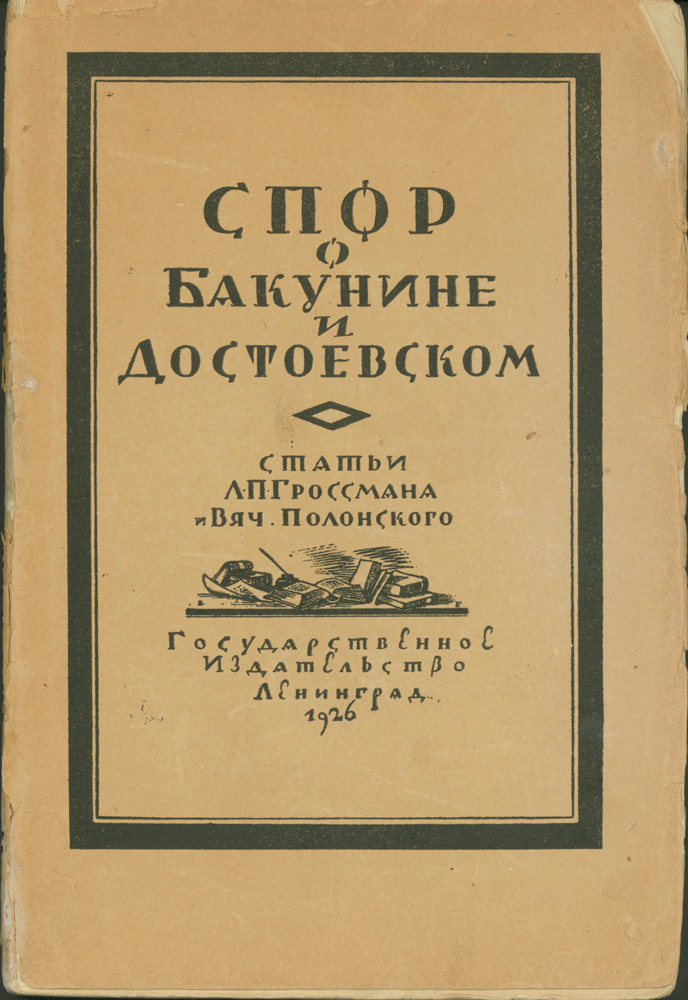 СПОР
О
БАКУНИНЕ
И
ДОСТОЕВСКОМ
СТАТЬИ
Л·П·ГРОССМАНА
и ВЯЧ. ПОЛОНСКОГО
ГОСУДАРСТВЕННОЕ
ИЗДАТЕЛЬСТВО
ЛЕНИНГРАД
1926